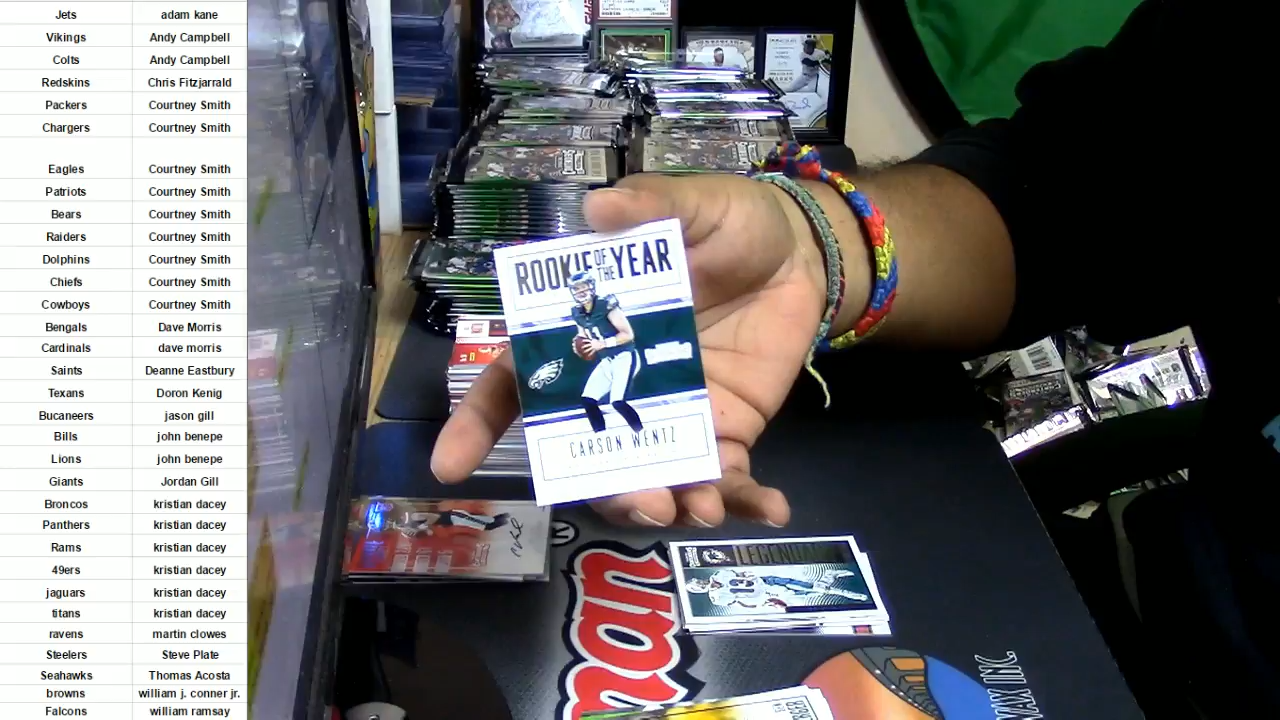 Jets adam kane
Vikings Andy Campbell
Colts Andy Campbell
Redskins Chris Fitzjarrald
Packers Courtney Smith
Chargers Courtney Smith
Eagles Courtney Smith
Patriots Courtney Smith
Bears Courtney Smith
Raiders Courtney Smith
Dolphins Courtney Smith
Chiefs Courtney Smith
Cowboys Courtney Smith
Bengals Dave Morris
Cardinals dave morris
Saints Deanne Eastbury
Texans Doron Kenig
Bucaneers jason gill
Bills john benepe
Lions john benepe
Giants Jordan Gill
Broncos kristian dacey
Panthers kristian dacey
Rams kristian dacey
49ers kristian dacey
jaguars kristian dacey
titans kristian dacey
ravens martin clowes
Steelers Steve Plate
Seahawks Thomas Acosta
browns william j. conner jr.
Falcons william ramsay
ROOKIE OF THE YEAR
11
CARSON WENTZ
13
MAX INC